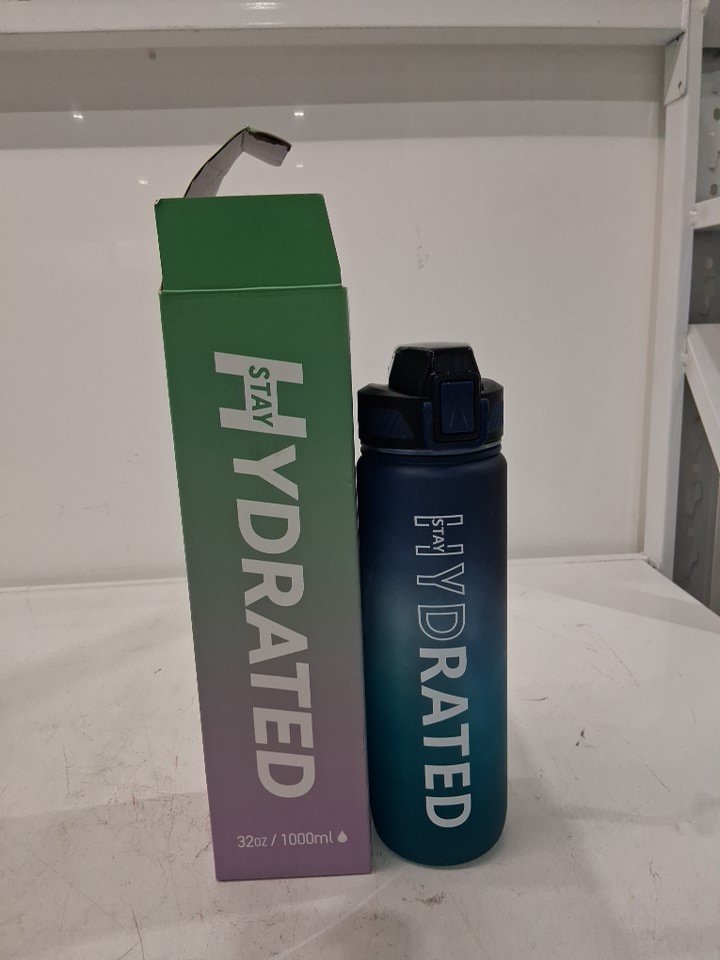 STAY
HYDRATED
32oz / 1000ml
STAY
HYDRATED